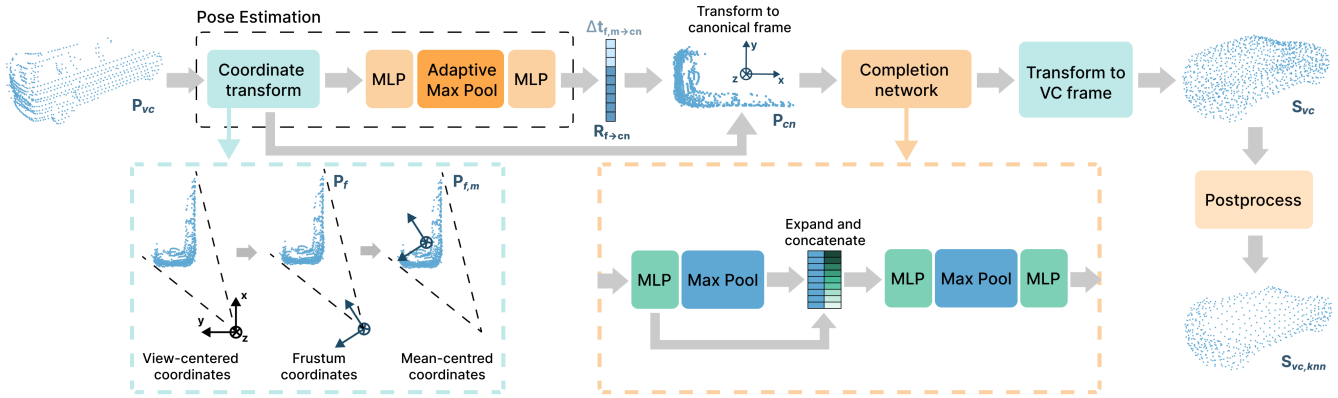 Pose Estimation
P_vc
Coordinate
transform
MLP
Adaptive
Max Pool
MLP
Δt_f,m→cn
R_f→cn
Transform to
canonical frame
y
z
x
P_cn
Completion
network
Transform to
VC frame
S_vc
Postprocess
S_vc,knn
P_f
P_f,m
x
y
z
View-centered
coordinates
Frustum
coordinates
Mean-centred
coordinates
MLP
Max Pool
Expand and
concatenate
MLP
Max Pool
MLP